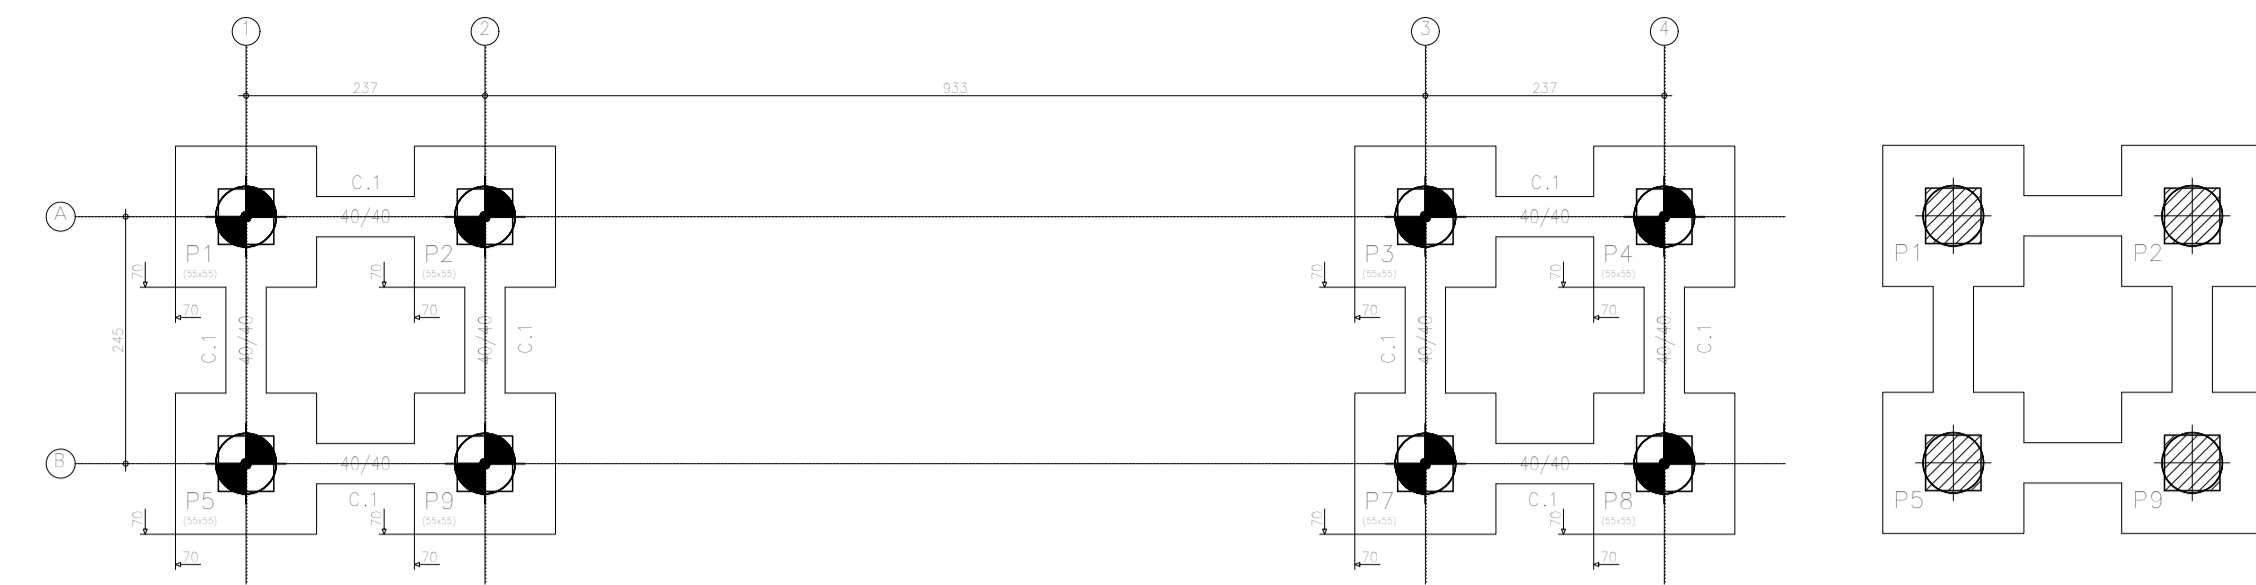 1 2 3 4
237 933 237
C.1 C.1
A 40/40 40/40
P1 P2 P3 P4 P1 P2
(55x55) (55x55) (55x55) (55x55)
70 70 70 70
70 70 70 70
245 C.1 40/40 40/40 C.1 C.1 40/40 40/40 C.1
B 40/40 40/40
P5 C.1 P9 P7 C.1 P8 P5 P9
(55x55) (55x55) (55x55) (55x55)
70 70 70 70
70 70 70 70